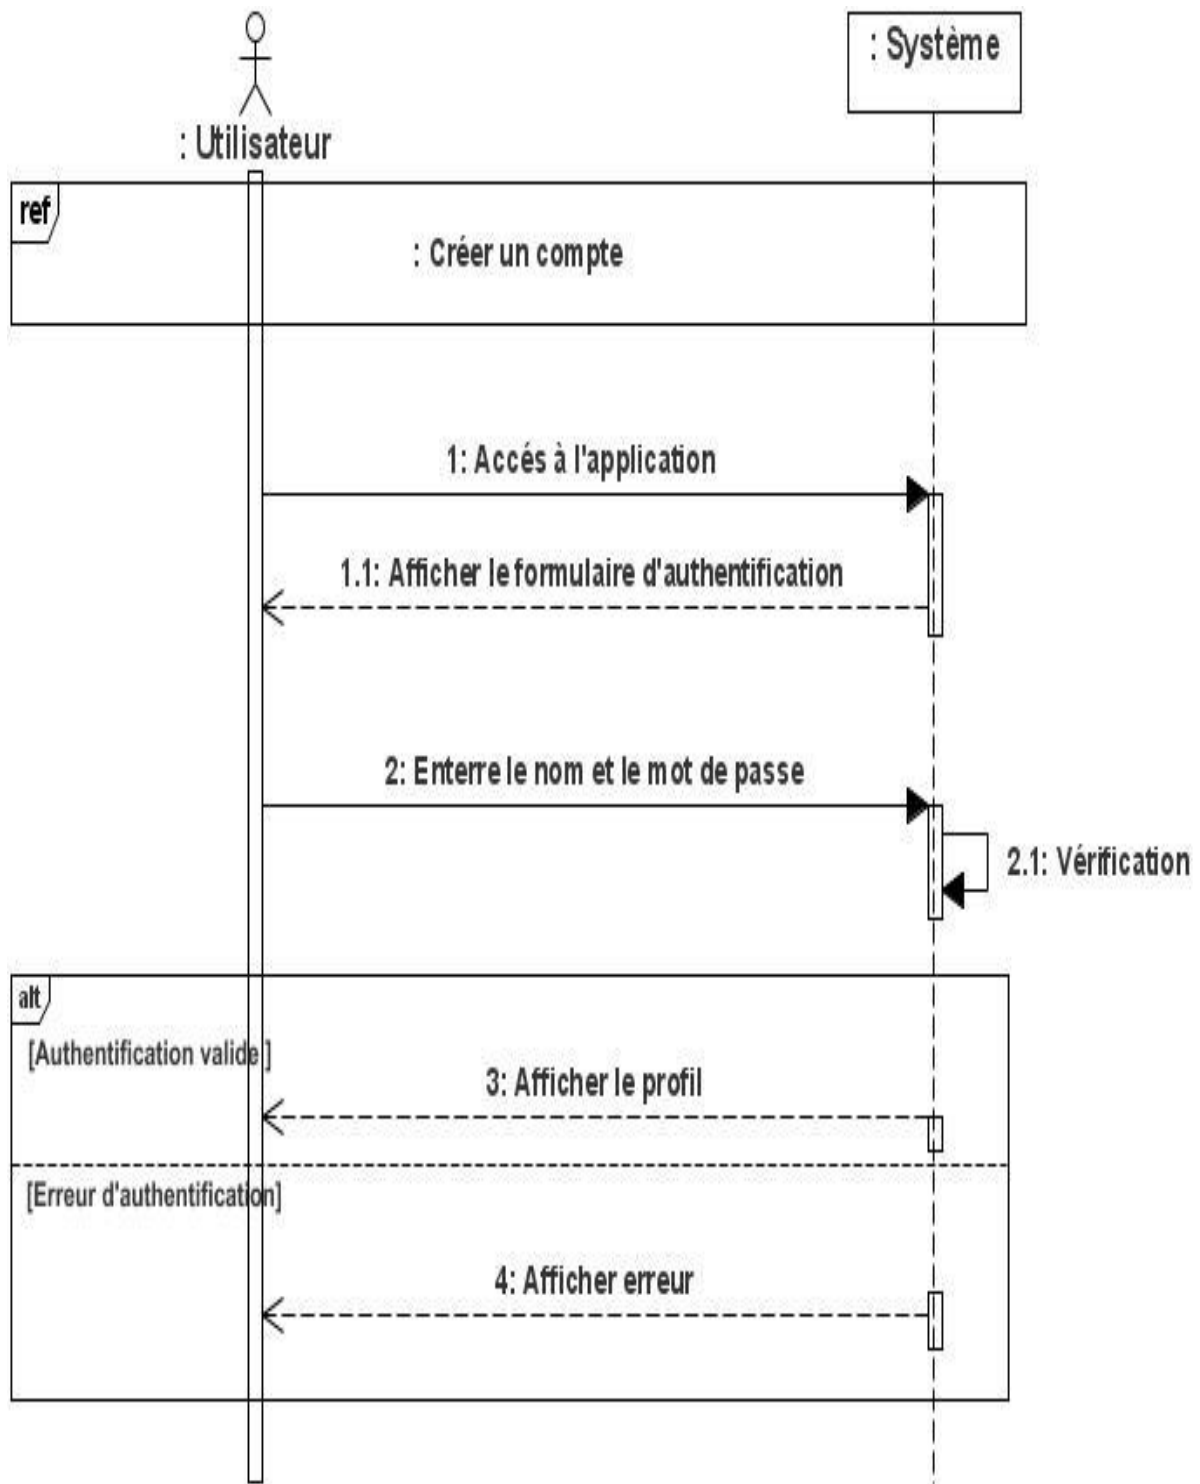 : Système
: Utilisateur
ref
: Créer un compte
1: Accés à l'application
1.1: Afficher le formulaire d'authentification
2: Enterre le nom et le mot de passe
2.1: Vérification
alt
[Authentification valide ]
3: Afficher le profil
[Erreur d'authentification]
4: Afficher erreur